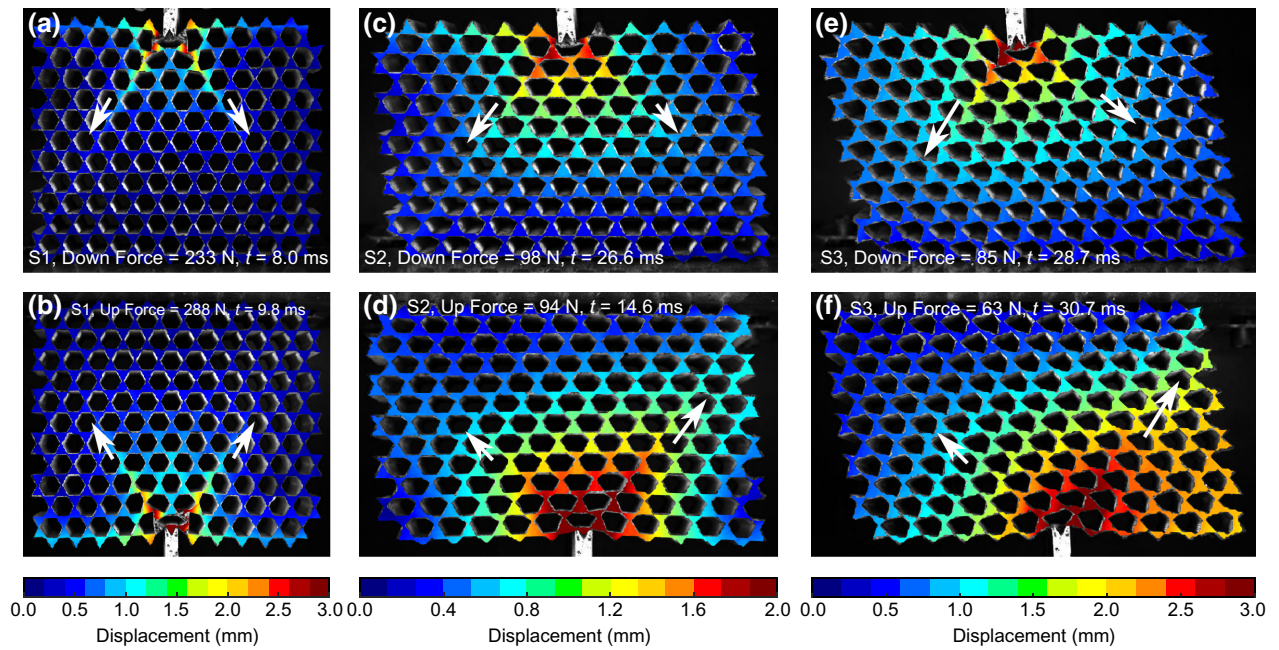 (a)
S1, Down Force = 233 N, t = 8.0 ms
(c)
S2, Down Force = 98 N, t = 26.6 ms
(e)
S3, Down Force = 85 N, t = 28.7 ms
(b)
S1, Up Force = 288 N, t = 9.8 ms
(d)
S2, Up Force = 94 N, t = 14.6 ms
(f)
S3, Up Force = 63 N, t = 30.7 ms
0.0 0.5 1.0 1.5 2.0 2.5 3.0
Displacement (mm)
0.0 0.4 0.8 1.2 1.6 2.0
Displacement (mm)
0.0 0.5 1.0 1.5 2.0 2.5 3.0
Displacement (mm)